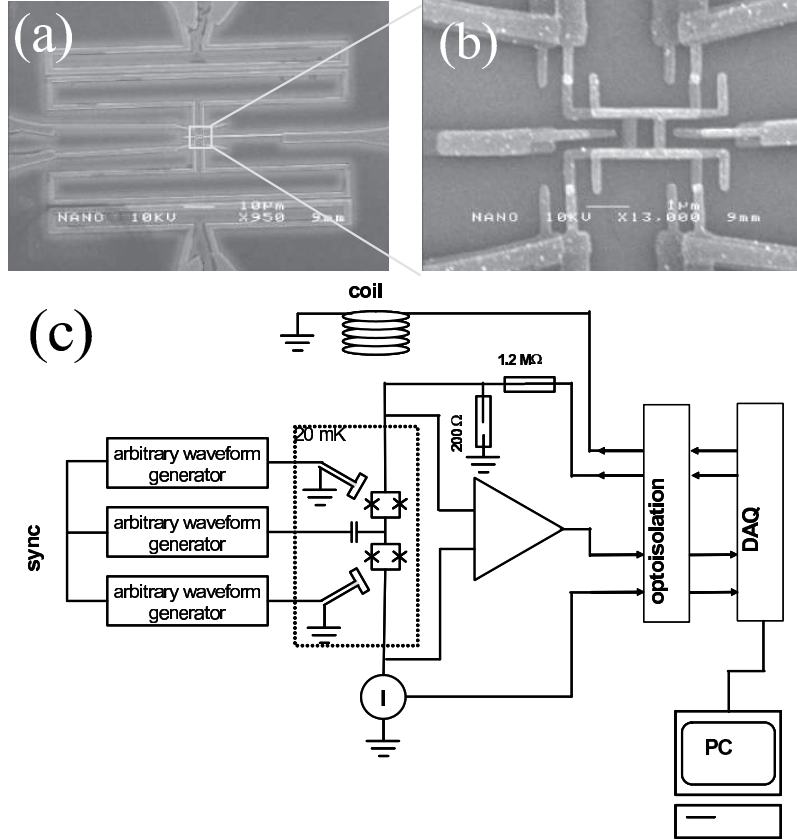 (a)
NANO 10KV 10µm X950 9mm
(b)
NANO 10KV 1µm X13,000 9mm
(c)
coil
1.2 MΩ
200 Ω
20 mK
arbitrary waveform
generator
arbitrary waveform
generator
arbitrary waveform
generator
sync
optoisolation
DAQ
I
PC